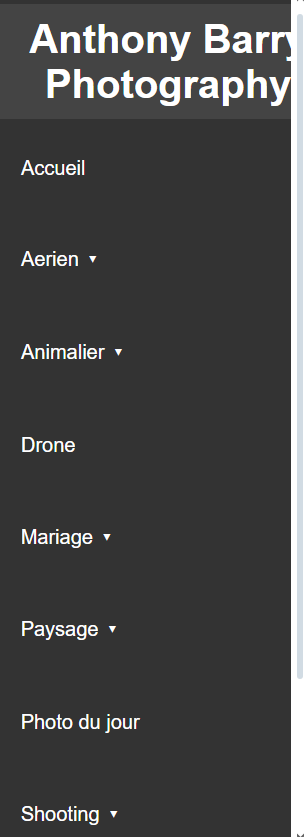 Anthony Barry
Photography
Accueil
Aerien ▼
Animalier ▼
Drone
Mariage ▼
Paysage ▼
Photo du jour
Shooting ▼